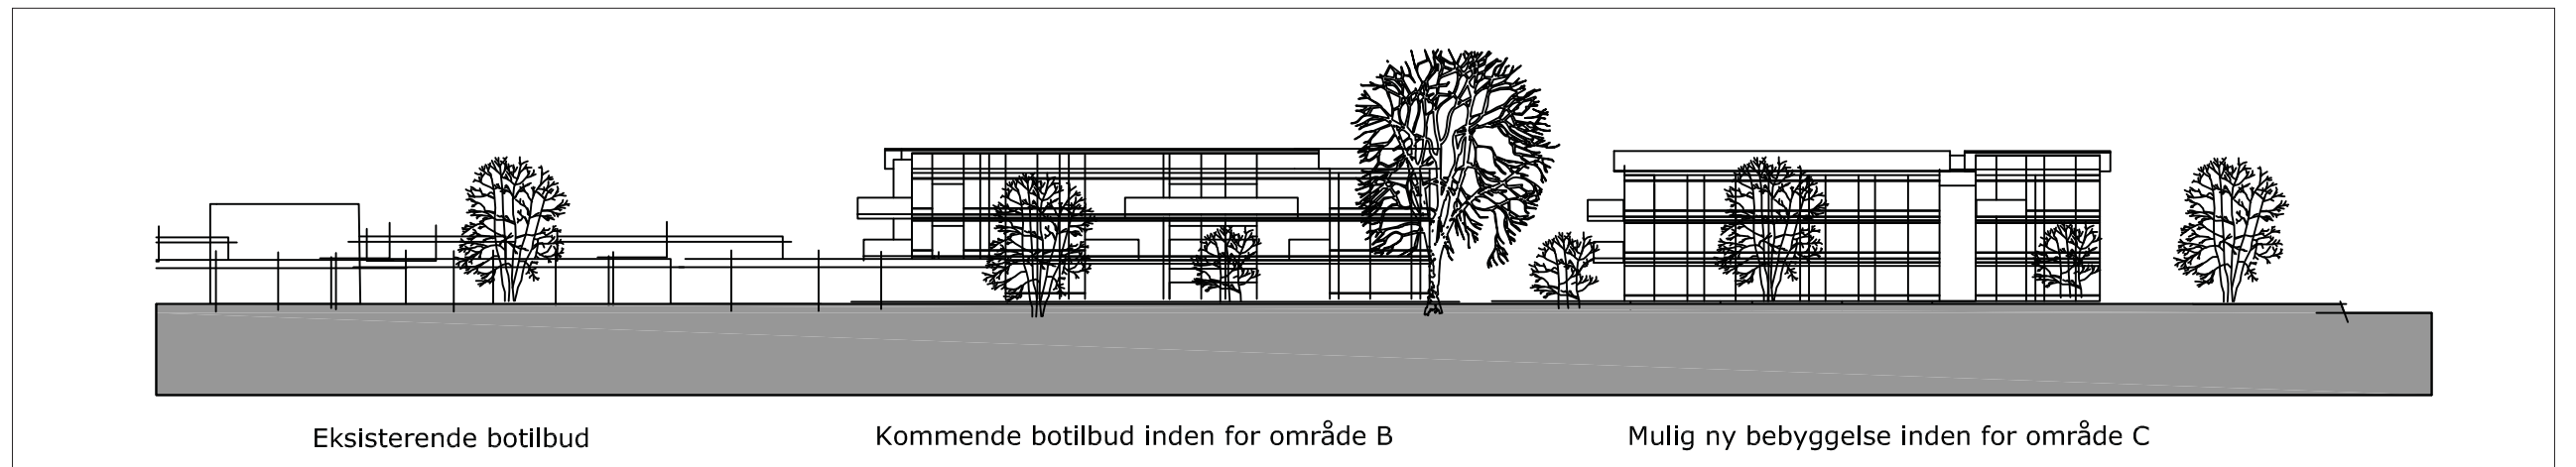 Eksisterende botilbud
Kommende botilbud inden for område B
Mulig ny bebyggelse inden for område C